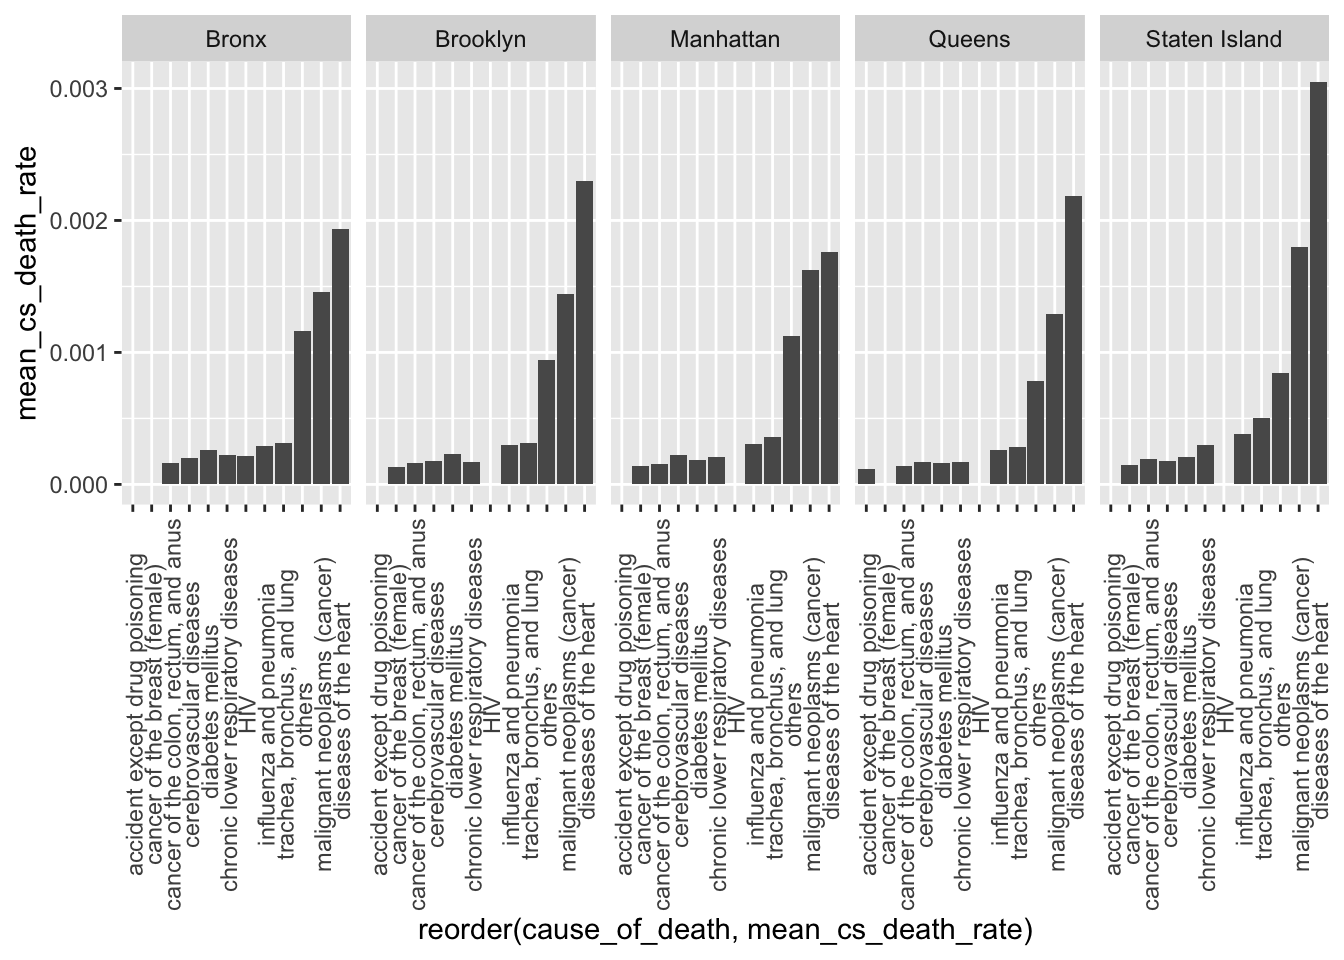 Bronx
Brooklyn
Manhattan
Queens
Staten Island
mean_cs_death_rate
0.003
0.002
0.001
0.000
accident except drug poisoning
cancer of the breast (female)
cancer of the colon, rectum, and anus
cerebrovascular diseases
diabetes mellitus
chronic lower respiratory diseases
HIV
influenza and pneumonia
trachea, bronchus, and lung
others
malignant neoplasms (cancer)
diseases of the heart
accident except drug poisoning
cancer of the breast (female)
cancer of the colon, rectum, and anus
cerebrovascular diseases
diabetes mellitus
chronic lower respiratory diseases
HIV
influenza and pneumonia
trachea, bronchus, and lung
others
malignant neoplasms (cancer)
diseases of the heart
accident except drug poisoning
cancer of the breast (female)
cancer of the colon, rectum, and anus
cerebrovascular diseases
diabetes mellitus
chronic lower respiratory diseases
HIV
influenza and pneumonia
trachea, bronchus, and lung
others
malignant neoplasms (cancer)
diseases of the heart
accident except drug poisoning
cancer of the breast (female)
cancer of the colon, rectum, and anus
cerebrovascular diseases
diabetes mellitus
chronic lower respiratory diseases
HIV
influenza and pneumonia
trachea, bronchus, and lung
others
malignant neoplasms (cancer)
diseases of the heart
accident except drug poisoning
cancer of the breast (female)
cancer of the colon, rectum, and anus
cerebrovascular diseases
diabetes mellitus
chronic lower respiratory diseases
HIV
influenza and pneumonia
trachea, bronchus, and lung
others
malignant neoplasms (cancer)
diseases of the heart
reorder(cause_of_death, mean_cs_death_rate)